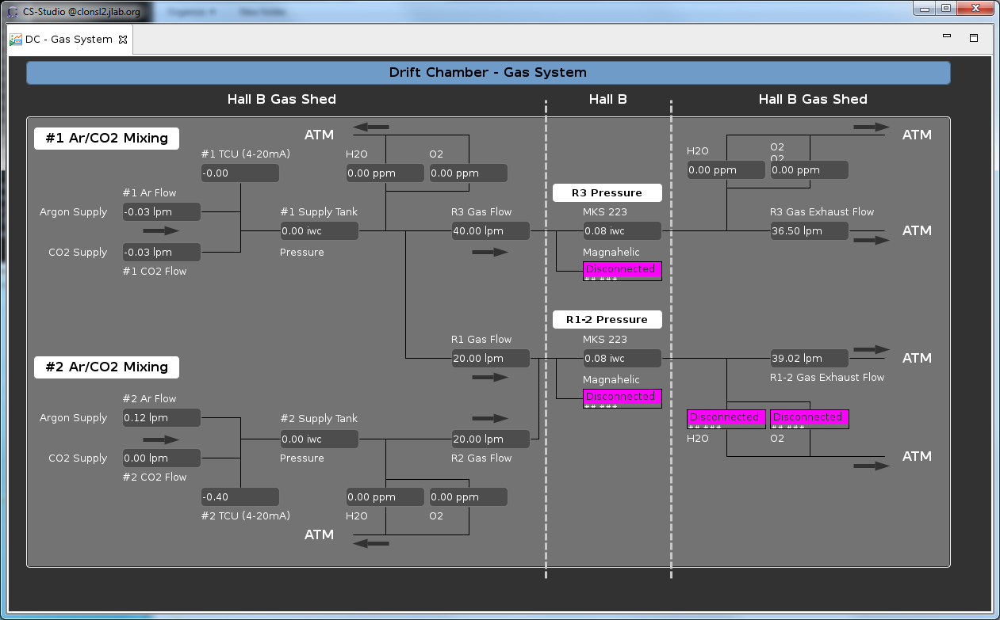 CS-Studio @clonsl2.jlab.org
DC - Gas System
Drift Chamber - Gas System
Hall B Gas Shed
Hall B
Hall B Gas Shed
#1 Ar/CO2 Mixing
ATM
ATM
#1 TCU (4-20mA)
H2O
O2
H2O
O2
O2
-0.00
0.00 ppm
0.00 ppm
0.00 ppm
0.00 ppm
#1 Ar Flow
R3 Pressure
Argon Supply
-0.03 lpm
#1 Supply Tank
R3 Gas Flow
MKS 223
R3 Gas Exhaust Flow
0.00 iwc
40.00 lpm
0.08 iwc
36.50 lpm
ATM
CO2 Supply
-0.03 lpm
Pressure
Magnahelic
#1 CO2 Flow
Disconnected
R1-2 Pressure
R1 Gas Flow
MKS 223
20.00 lpm
0.08 iwc
39.02 lpm
ATM
#2 Ar/CO2 Mixing
Magnahelic
R1-2 Gas Exhaust Flow
#2 Ar Flow
Disconnected
Argon Supply
0.12 lpm
#2 Supply Tank
Disconnected
Disconnected
0.00 iwc
20.00 lpm
H2O
O2
CO2 Supply
0.00 lpm
Pressure
R2 Gas Flow
ATM
#2 CO2 Flow
-0.40
0.00 ppm
0.00 ppm
#2 TCU (4-20mA)
H2O
O2
ATM